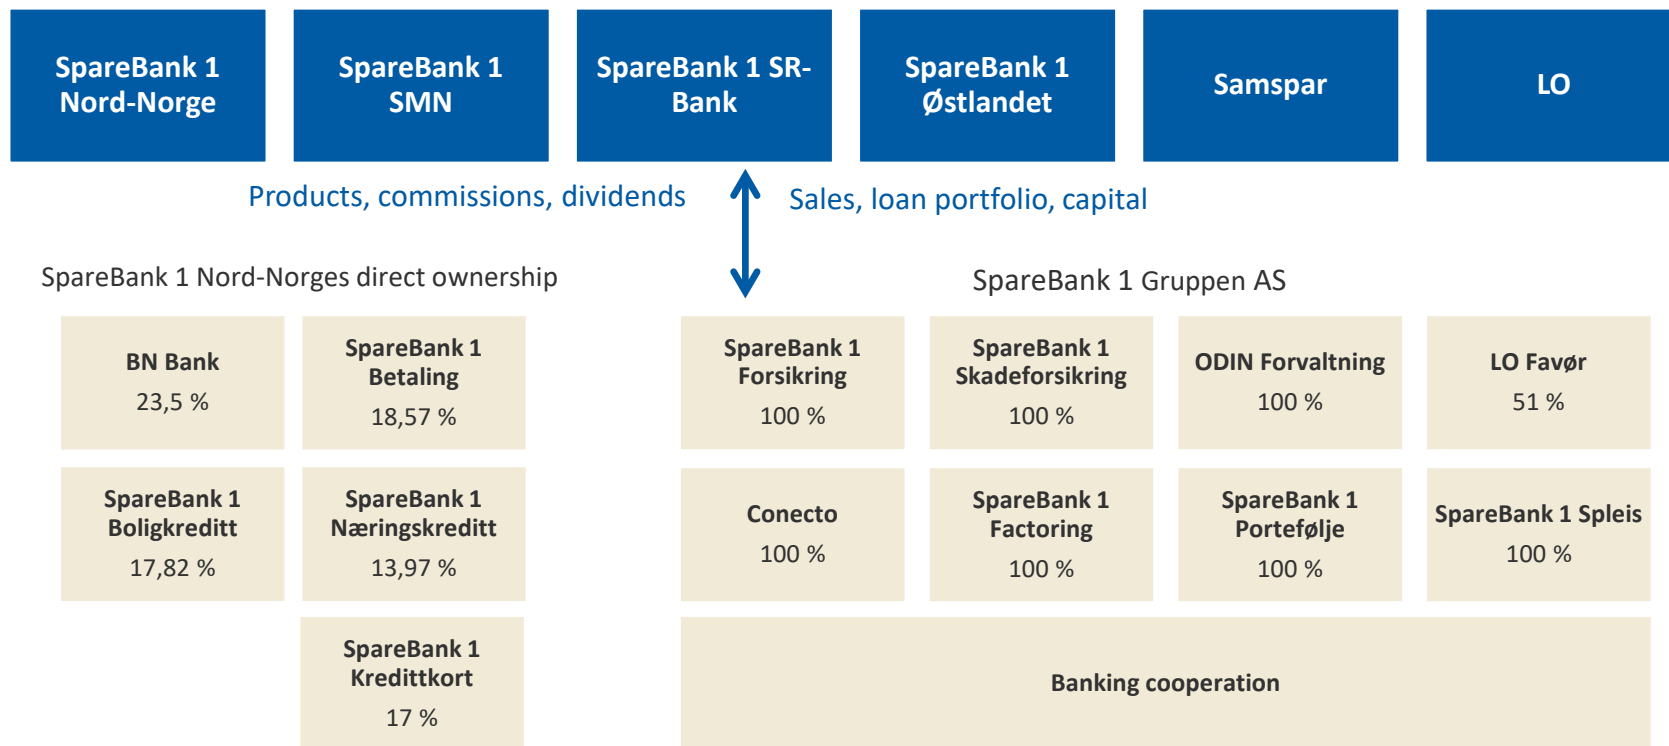 SpareBank 1
Nord-Norge
SpareBank 1
SMN
SpareBank 1 SR-
Bank
SpareBank 1
Østlandet
Samspar
LO
Products, commissions, dividends
Sales, loan portfolio, capital
SpareBank 1 Nord-Norges direct ownership
BN Bank
23,5 %
SpareBank 1
Betaling
18,57 %
SpareBank 1
Boligkreditt
17,82 %
SpareBank 1
Næringskreditt
13,97 %
SpareBank 1
Kredittkort
17 %
SpareBank 1 Gruppen AS
SpareBank 1
Forsikring
100 %
SpareBank 1
Skadeforsikring
100 %
ODIN Forvaltning
100 %
LO Favør
51 %
Conecto
100 %
SpareBank 1
Factoring
100 %
SpareBank 1
Portefølje
100 %
SpareBank 1 Spleis
100 %
Banking cooperation